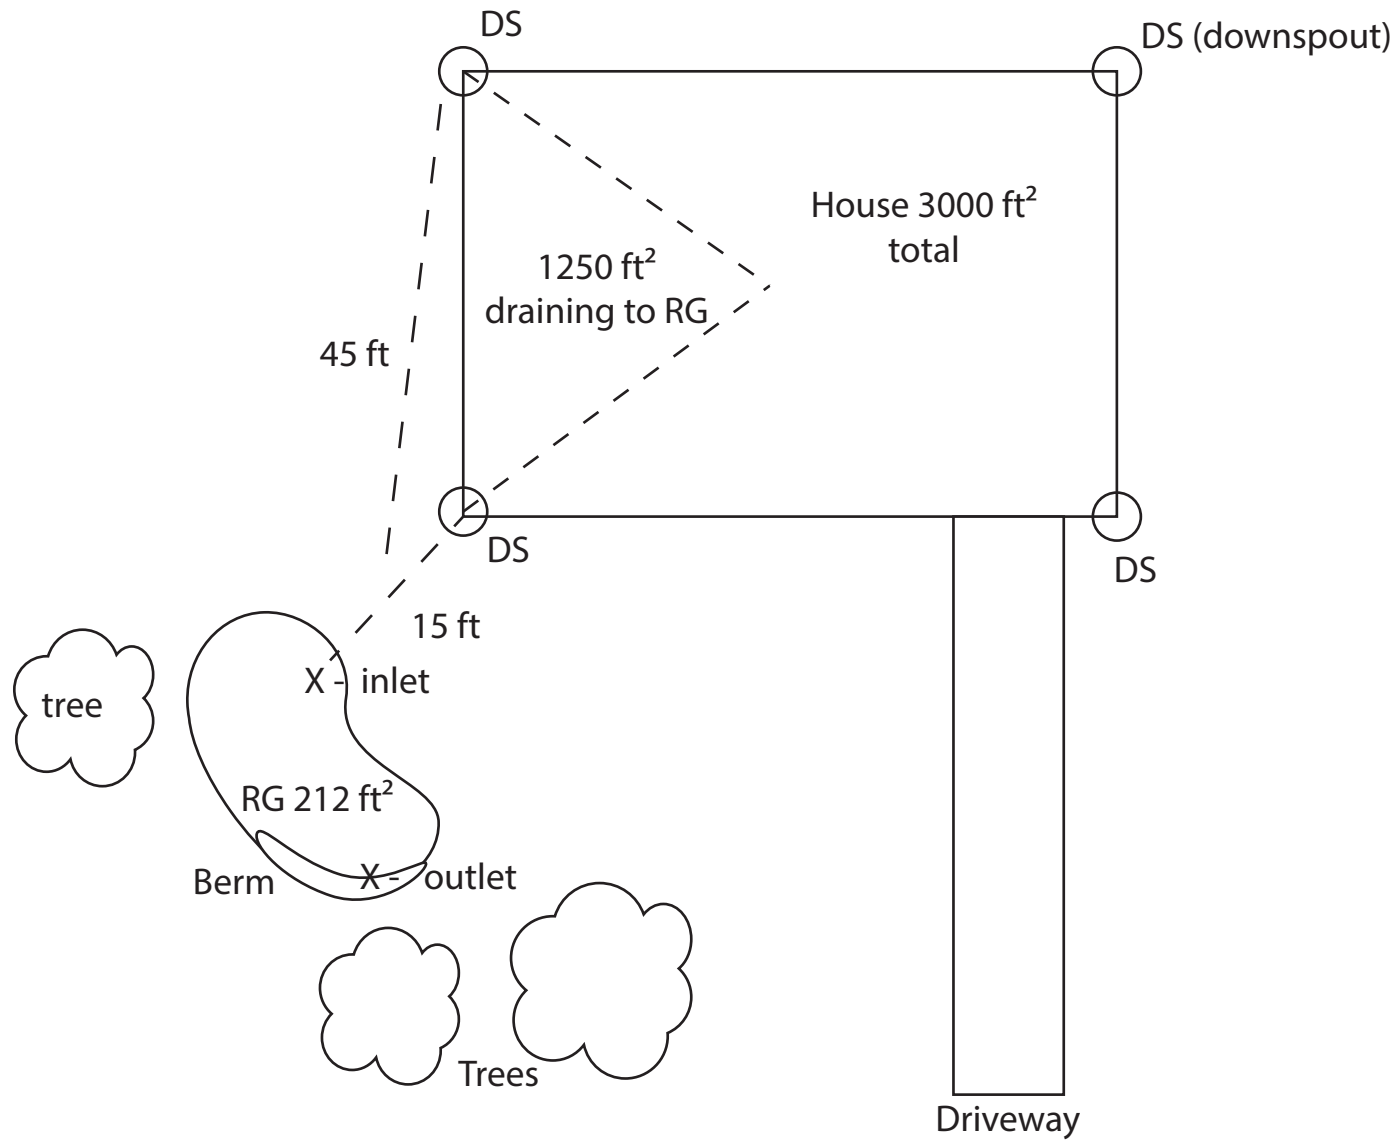 DS
DS (downspout)
House 3000 ft²
total
1250 ft²
draining to RG
45 ft
DS
DS
15 ft
X - inlet
tree
RG 212 ft²
Berm
X - outlet
Trees
Driveway